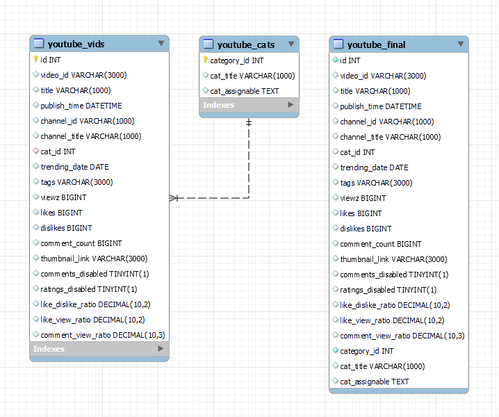 youtube_vids
id INT
video_id VARCHAR(3000)
title VARCHAR(1000)
publish_time DATETIME
channel_id VARCHAR(1000)
channel_title VARCHAR(1000)
cat_id INT
trending_date DATE
tags VARCHAR(3000)
viewz BIGINT
likes BIGINT
dislikes BIGINT
comment_count BIGINT
thumbnail_link VARCHAR(3000)
comments_disabled TINYINT(1)
ratings_disabled TINYINT(1)
like_dislike_ratio DECIMAL(10,2)
like_view_ratio DECIMAL(10,2)
comment_view_ratio DECIMAL(10,3)
Indexes
youtube_cats
category_id INT
cat_title VARCHAR(1000)
cat_assignable TEXT
Indexes
youtube_final
id INT
video_id VARCHAR(3000)
title VARCHAR(1000)
publish_time DATETIME
channel_id VARCHAR(1000)
channel_title VARCHAR(1000)
cat_id INT
trending_date DATE
tags VARCHAR(3000)
viewz BIGINT
likes BIGINT
dislikes BIGINT
comment_count BIGINT
thumbnail_link VARCHAR(3000)
comments_disabled TINYINT(1)
ratings_disabled TINYINT(1)
like_dislike_ratio DECIMAL(10,2)
like_view_ratio DECIMAL(10,2)
comment_view_ratio DECIMAL(10,3)
category_id INT
cat_title VARCHAR(1000)
cat_assignable TEXT